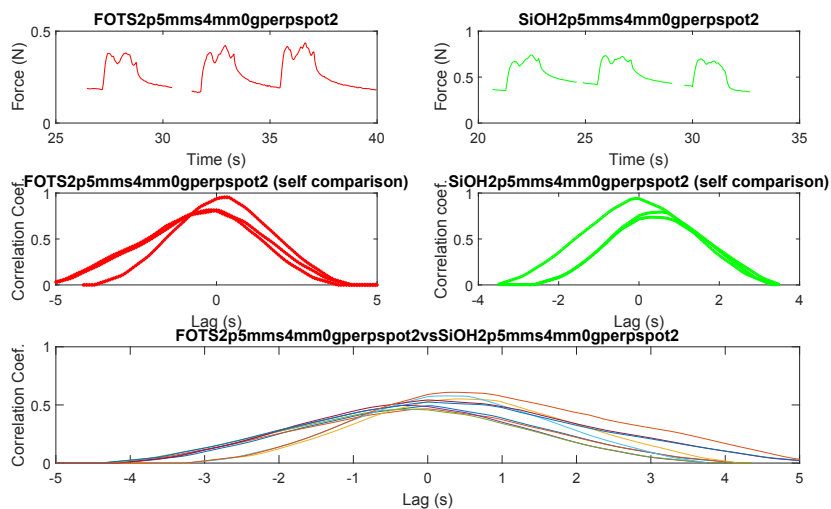 FOTS2p5mms4mm0gperpspot2
0.5
0
Force (N)
25 30 35 40
Time (s)
SiOH2p5mms4mm0gperpspot2
1
0.5
0
Force (N)
20 25 30 35
Time (s)
FOTS2p5mms4mm0gperpspot2 (self comparison)
1
0.5
0
Correlation Coef.
-5 0 5
Lag (s)
SiOH2p5mms4mm0gperpspot2 (self comparison)
1
0.5
0
Correlation coef.
-4 -2 0 2 4
Lag (s)
FOTS2p5mms4mm0gperpspot2vsSiOH2p5mms4mm0gperpspot2
1
0.5
0
Correlation Coef.
-5 -4 -3 -2 -1 0 1 2 3 4 5
Lag (s)